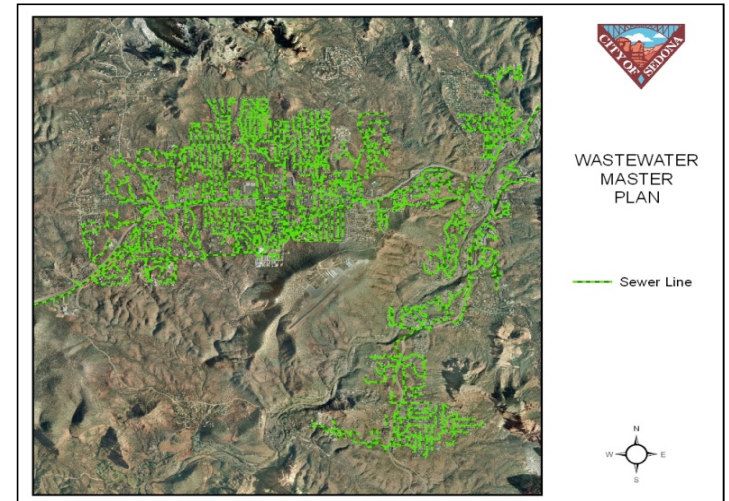 CITY OF SEDONA
WASTEWATER
MASTER
PLAN
Sewer Line
N
W
E
S